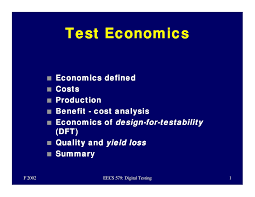 Test Economics
Economics defined
Costs
Production
Benefit - cost analysis
Economics of design-for-testability
(DFT)
Quality and yield loss
Summary
F 2002 EECS 579: Digital Testing 1